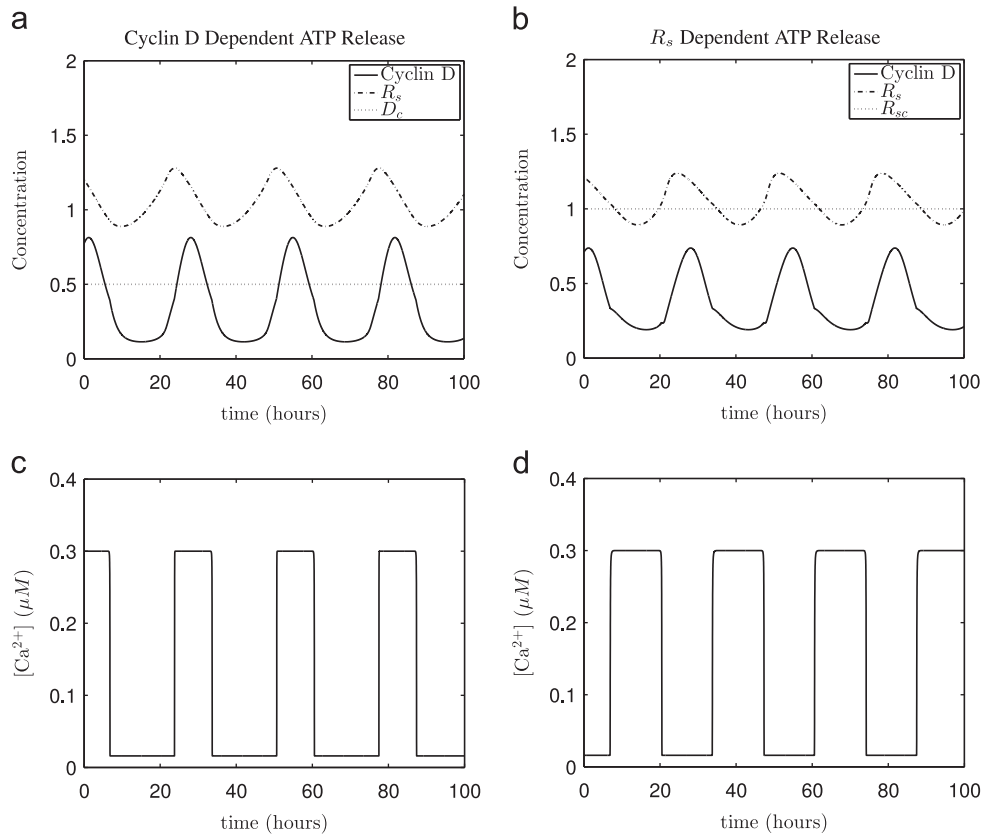 a
Cyclin D Dependent ATP Release
2
1.5
1
0.5
0
Concentration
Cyclin D
R_s
D_c
0 20 40 60 80 100
time (hours)
b
R_s Dependent ATP Release
2
1.5
1
0.5
0
Concentration
Cyclin D
R_s
R_sc
0 20 40 60 80 100
time (hours)
c
0.4
0.3
0.2
0.1
0
[Ca²⁺] (μM)
0 20 40 60 80 100
time (hours)
d
0.4
0.3
0.2
0.1
0
[Ca²⁺] (μM)
0 20 40 60 80 100
time (hours)